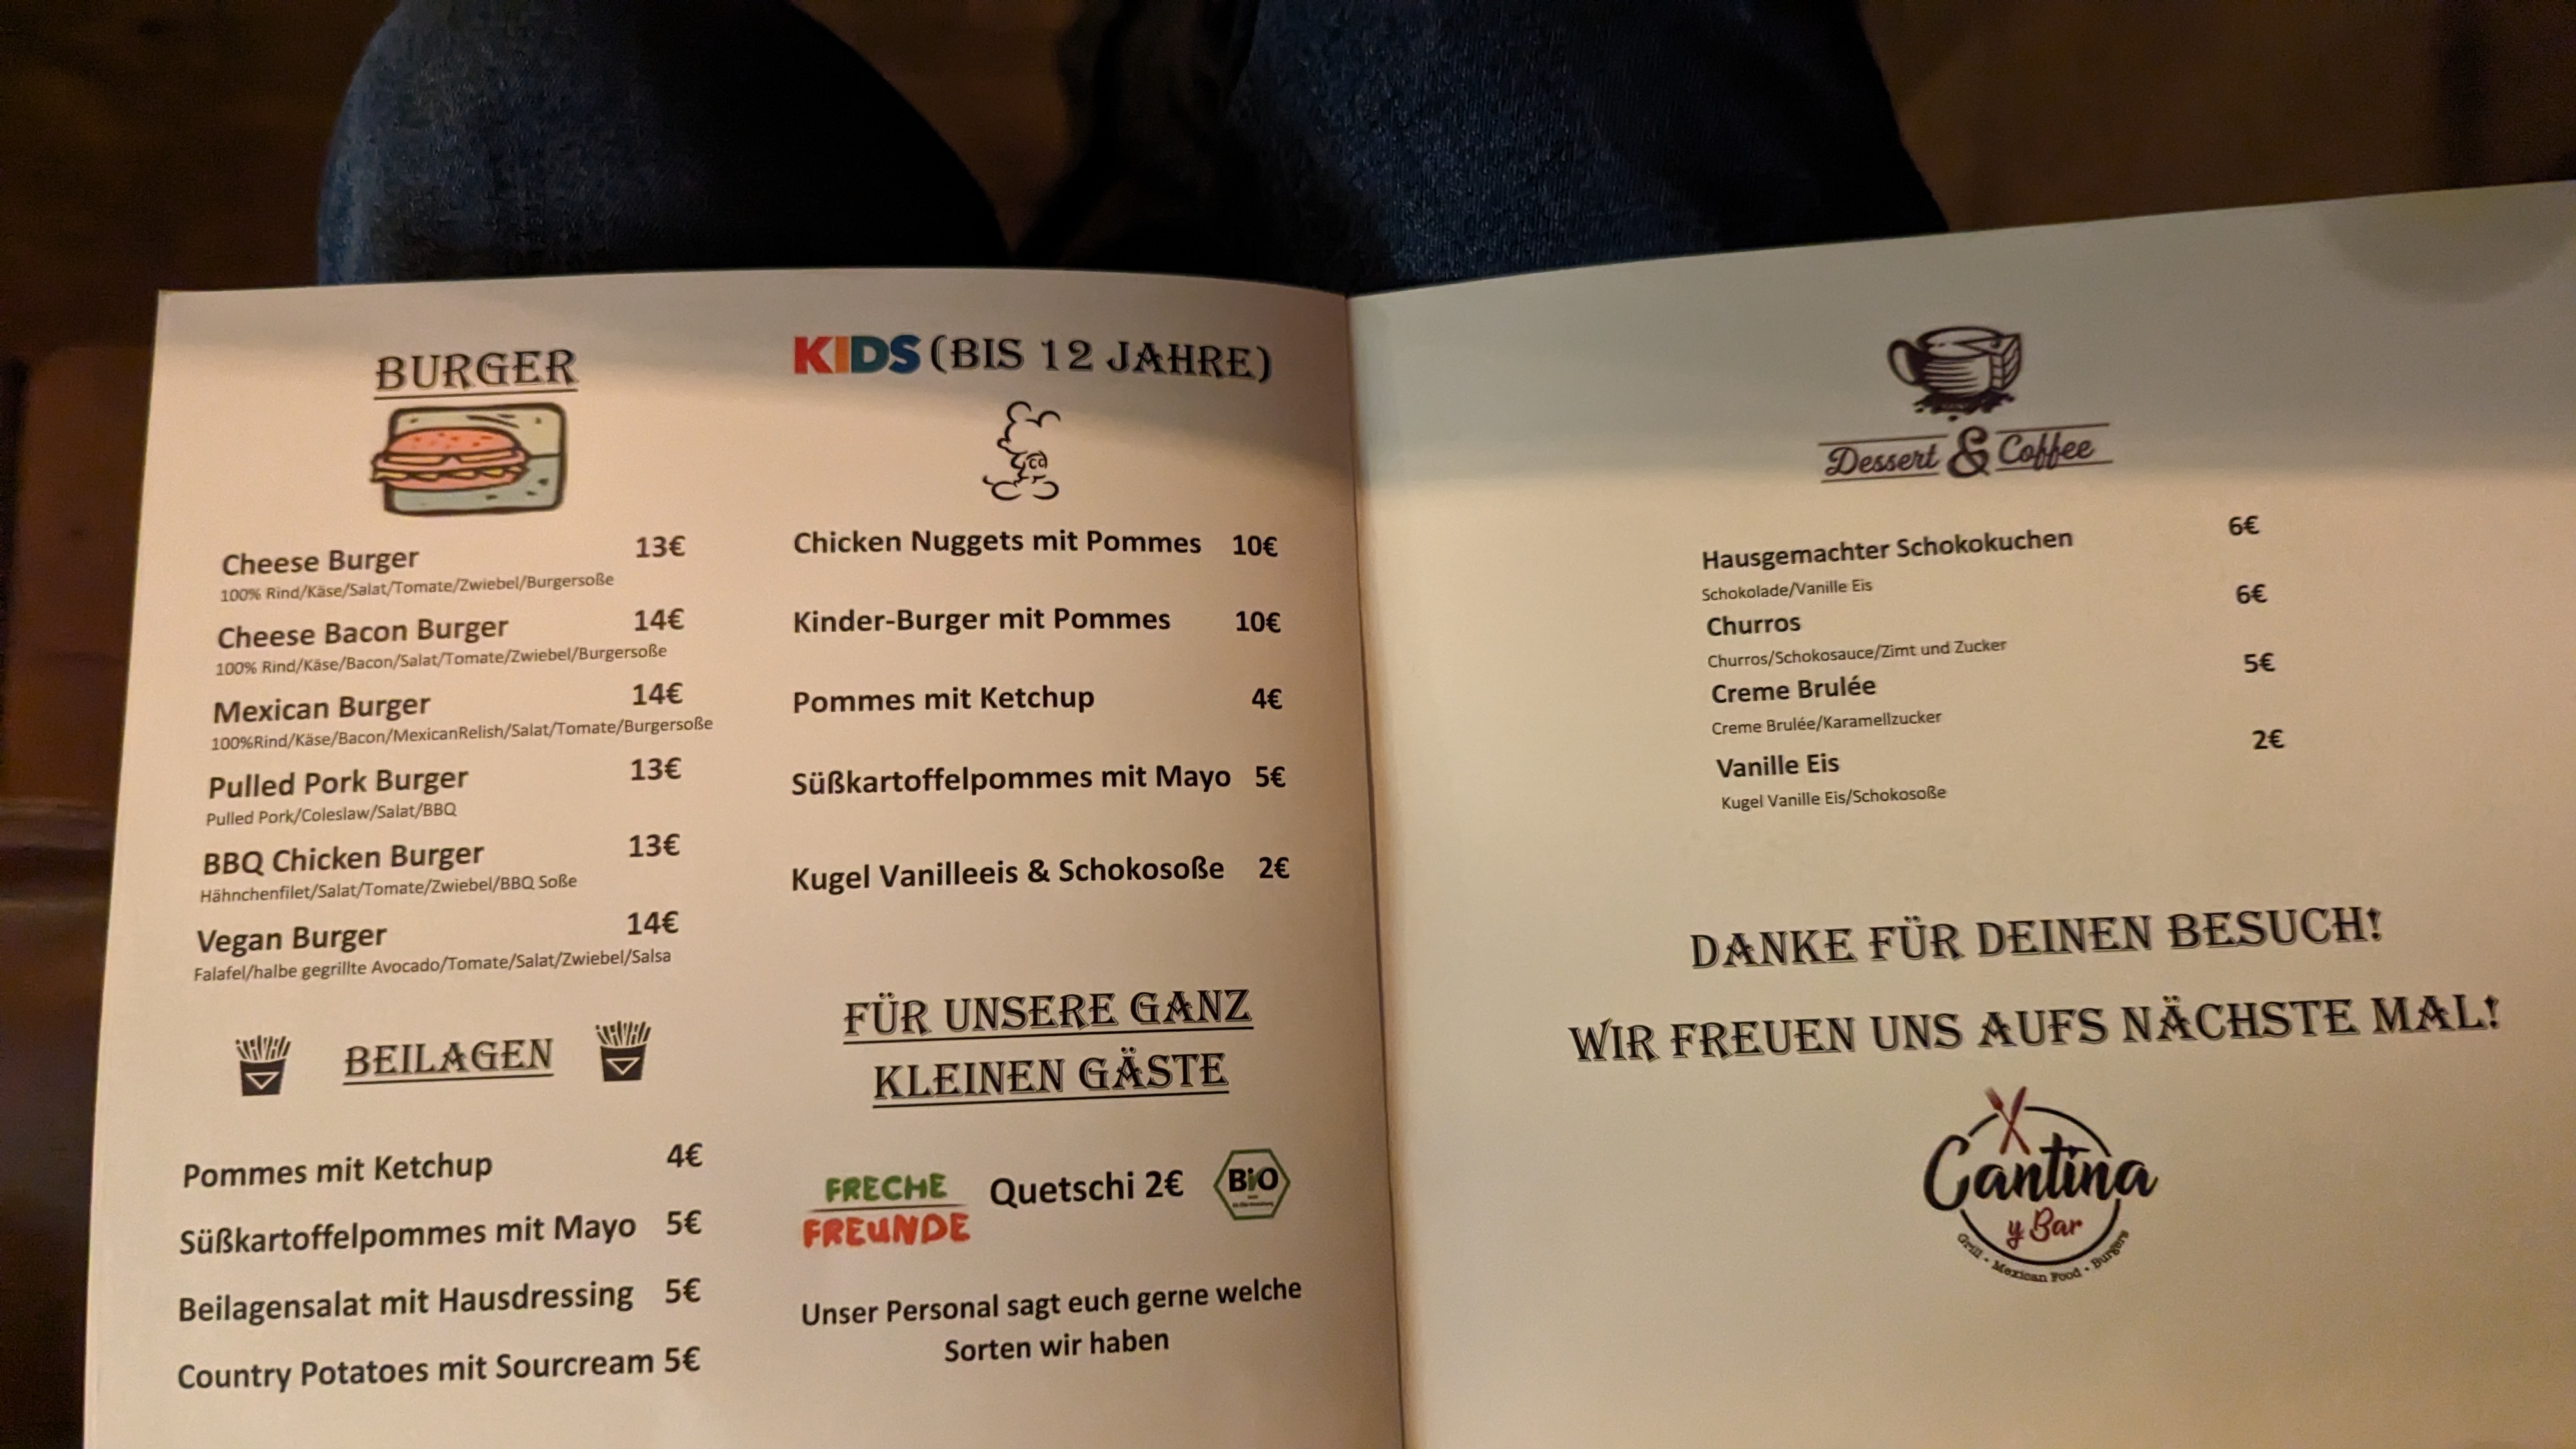 BURGER
Cheese Burger 13€
100% Rind/Käse/Salat/Tomate/Zwiebel/Burgersoße
Cheese Bacon Burger 14€
100% Rind/Käse/Bacon/Salat/Tomate/Zwiebel/Burgersoße
Mexican Burger 14€
100%Rind/Käse/Bacon/MexicanRelish/Salat/Tomate/Burgersoße
Pulled Pork Burger 13€
Pulled Pork/Coleslaw/Salat/BBQ
BBQ Chicken Burger 13€
Hähnchenfilet/Salat/Tomate/Zwiebel/BBQ Soße
Vegan Burger 14€
Falafel/halbe gegrillte Avocado/Tomate/Salat/Zwiebel/Salsa
BEILAGEN
Pommes mit Ketchup 4€
Süßkartoffelpommes mit Mayo 5€
Beilagensalat mit Hausdressing 5€
Country Potatoes mit Sourcream 5€
KIDS (BIS 12 JAHRE)
Chicken Nuggets mit Pommes 10€
Kinder-Burger mit Pommes 10€
Pommes mit Ketchup 4€
Süßkartoffelpommes mit Mayo 5€
Kugel Vanilleeis & Schokosoße 2€
FÜR UNSERE GANZ
KLEINEN GÄSTE
FRECHE
FREUNDE
Quetschi 2€
BiO
Unser Personal sagt euch gerne welche
Sorten wir haben
Dessert & Coffee
Hausgemachter Schokokuchen 6€
Schokolade/Vanille Eis
Churros 6€
Churros/Schokosauce/Zimt und Zucker
Creme Brulée 5€
Creme Brulée/Karamellzucker
Vanille Eis 2€
Kugel Vanille Eis/Schokosoße
DANKE FÜR DEINEN BESUCH!
WIR FREUEN UNS AUFS NÄCHSTE MAL!
Cantina
y Bar
Grill • Mexican Food • Burgers